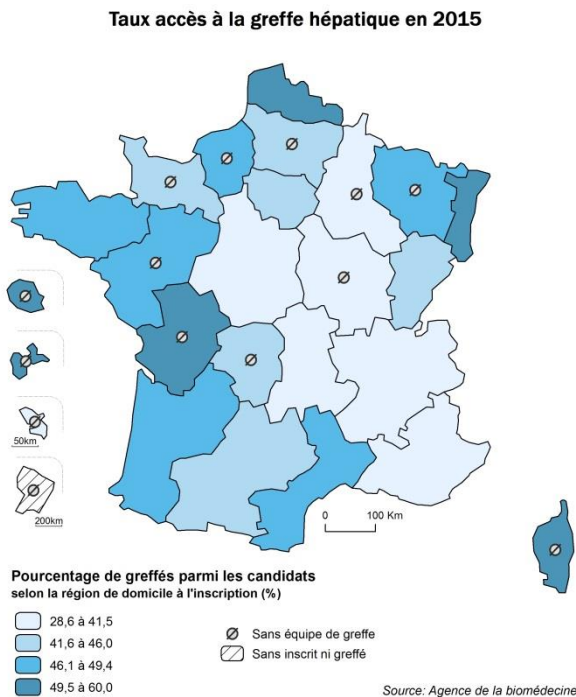 Taux accès à la greffe hépatique en 2015
50km
200km
0 100 Km
Pourcentage de greffés parmi les candidats
selon la région de domicile à l'inscription (%)
28,6 à 41,5
41,6 à 46,0
46,1 à 49,4
49,5 à 60,0
Sans équipe de greffe
Sans inscrit ni greffé
Source: Agence de la biomédecine